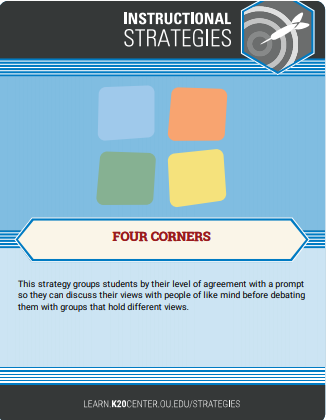 INSTRUCTIONAL
STRATEGIES
FOUR CORNERS
This strategy groups students by their level of agreement with a prompt
so they can discuss their views with people of like mind before debating
them with groups that hold different views.
LEARN.K20CENTER.OU.EDU/STRATEGIES